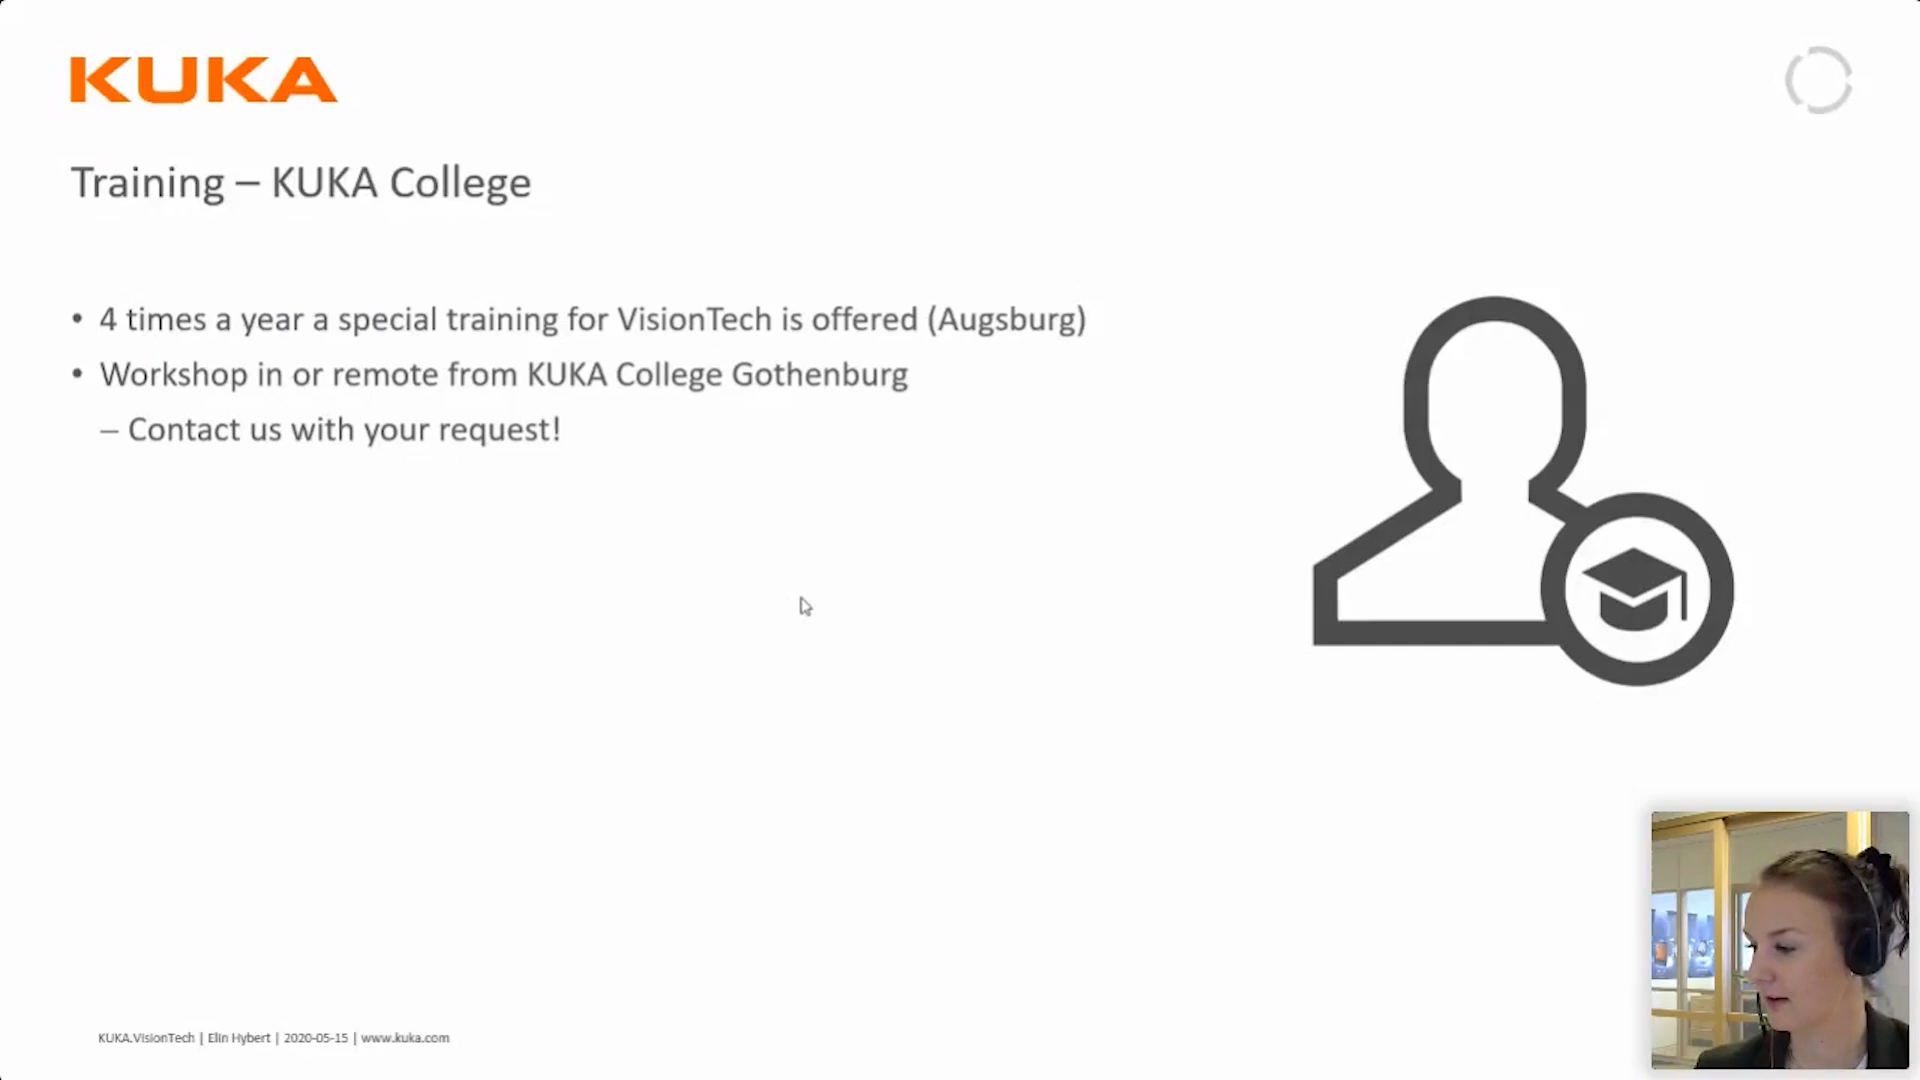 KUKA
Training – KUKA College
• 4 times a year a special training for VisionTech is offered (Augsburg)
• Workshop in or remote from KUKA College Gothenburg
– Contact us with your request!
KUKA.VisionTech | Elin Hybert | 2020-05-15 | www.kuka.com